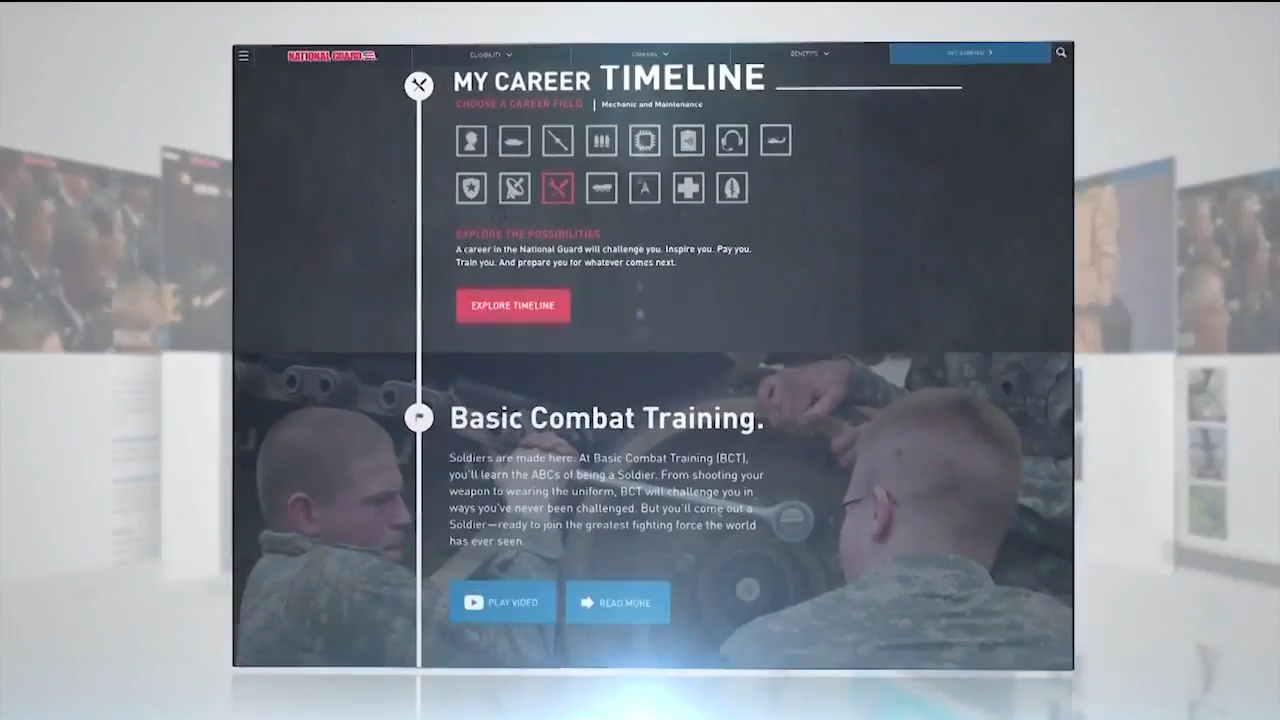 NATIONAL GUARD
ELIGIBILITY
CAREERS
BENEFITS
GET STARTED
MY CAREER TIMELINE
CHOOSE A CAREER FIELD | Mechanic and Maintenance
EXPLORE THE POSSIBILITIES
A career in the National Guard will challenge you. Inspire you. Pay you.
Train you. And prepare you for whatever comes next.
EXPLORE TIMELINE
Basic Combat Training.
Soldiers are made here. At Basic Combat Training (BCT),
you'll learn the ABCs of being a Soldier. From shooting your
weapon to wearing the uniform, BCT will challenge you in
ways you've never been challenged. But you'll come out a
Soldier—ready to join the greatest fighting force the world
has ever seen.
PLAY VIDEO
READ MORE